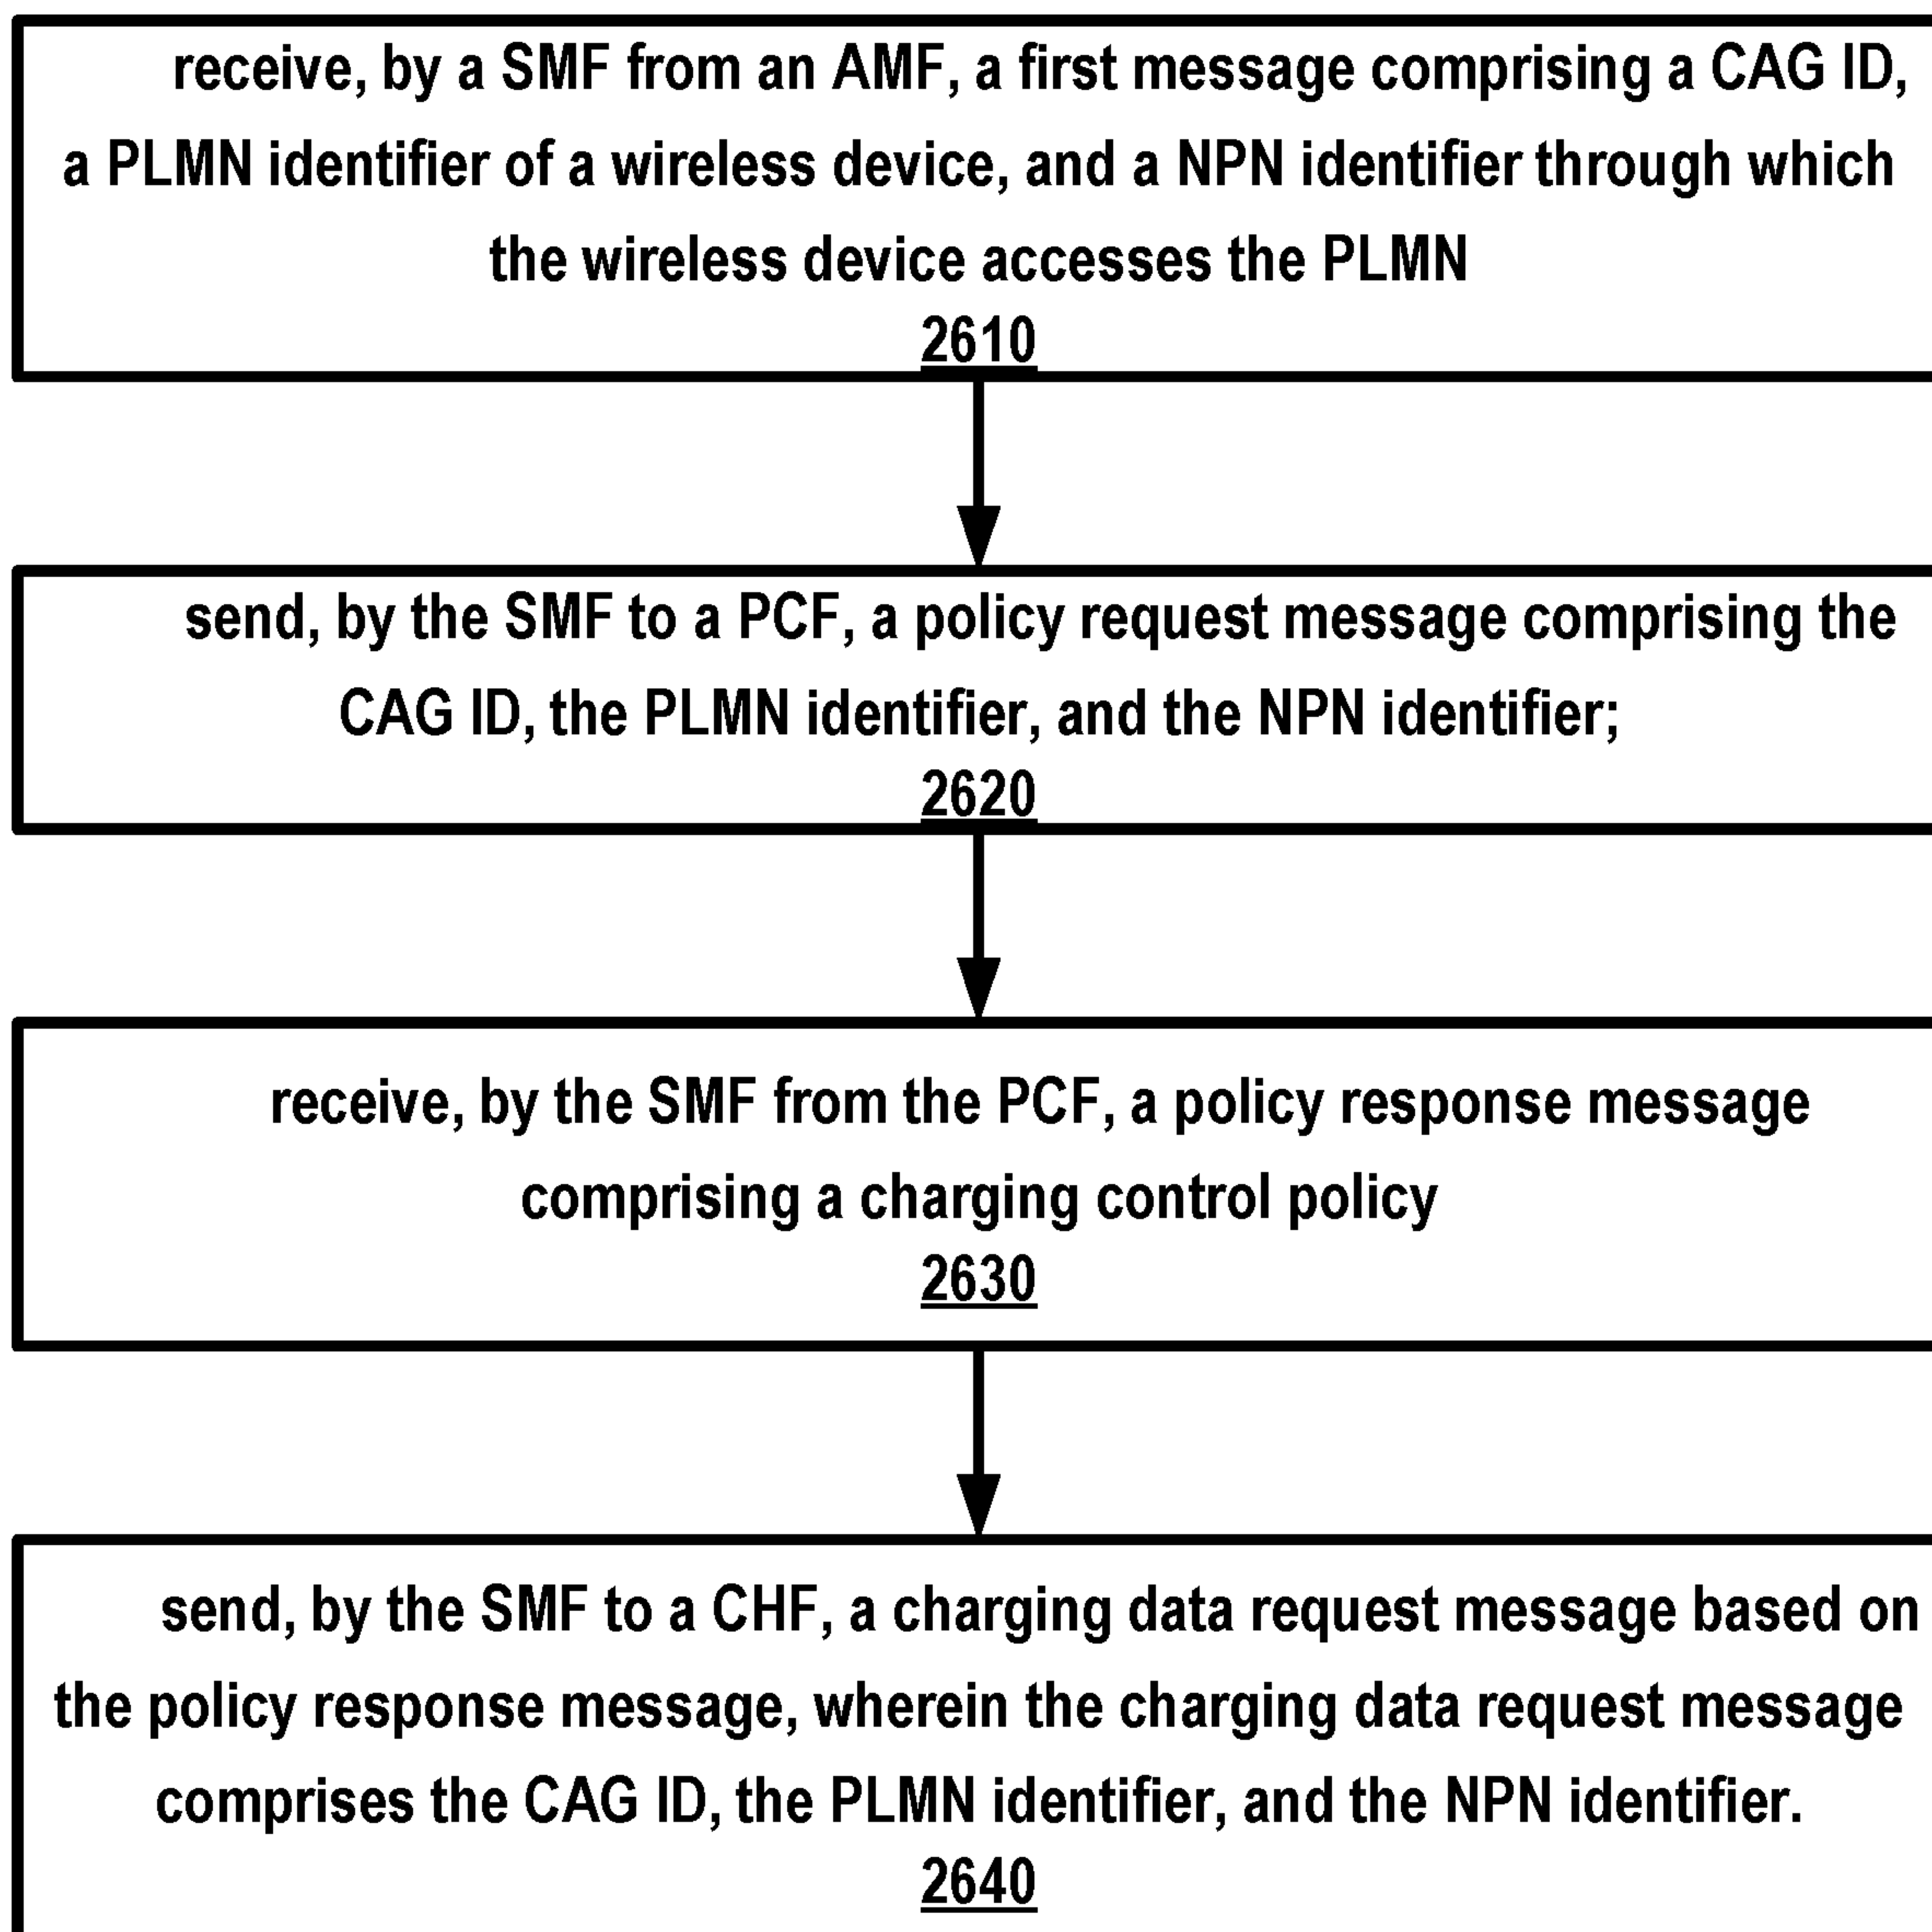 receive, by a SMF from an AMF, a first message comprising a CAG ID,
a PLMN identifier of a wireless device, and a NPN identifier through which
the wireless device accesses the PLMN
2610
send, by the SMF to a PCF, a policy request message comprising the
CAG ID, the PLMN identifier, and the NPN identifier;
2620
receive, by the SMF from the PCF, a policy response message
comprising a charging control policy
2630
send, by the SMF to a CHF, a charging data request message based on
the policy response message, wherein the charging data request message
comprises the CAG ID, the PLMN identifier, and the NPN identifier.
2640